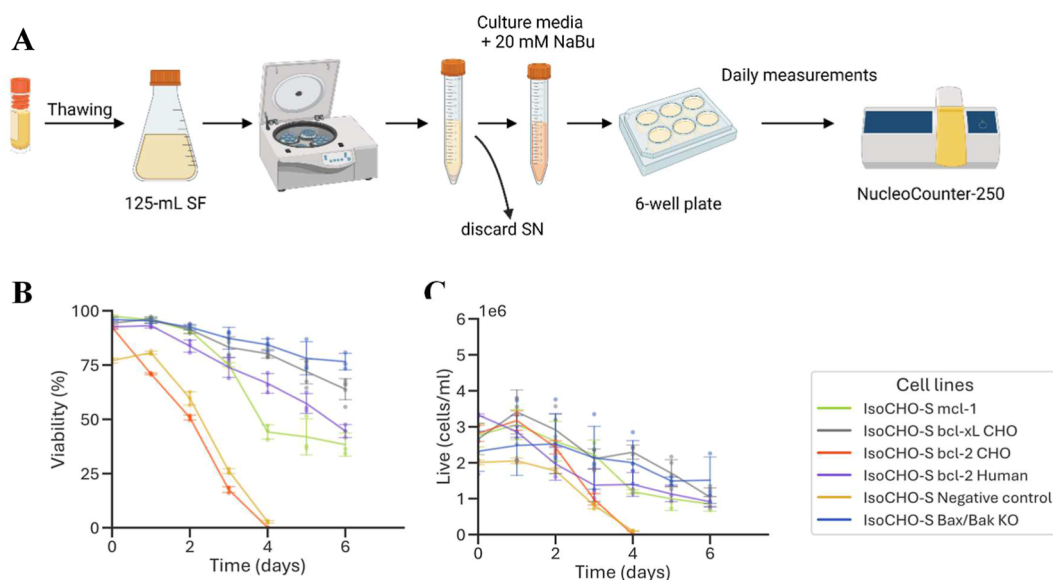 A
Thawing
125-mL SF
Culture media
+ 20 mM NaBu
discard SN
6-well plate
Daily measurements
NucleoCounter-250
B
Viability (%)
100
75
50
25
0
0 2 4 6
Time (days)
C
1e6
Live (cells/ml)
6
5
4
3
2
1
0
0 2 4 6
Time (days)
Cell lines
IsoCHO-S mcl-1
IsoCHO-S bcl-xL CHO
IsoCHO-S bcl-2 CHO
IsoCHO-S bcl-2 Human
IsoCHO-S Negative control
IsoCHO-S Bax/Bak KO